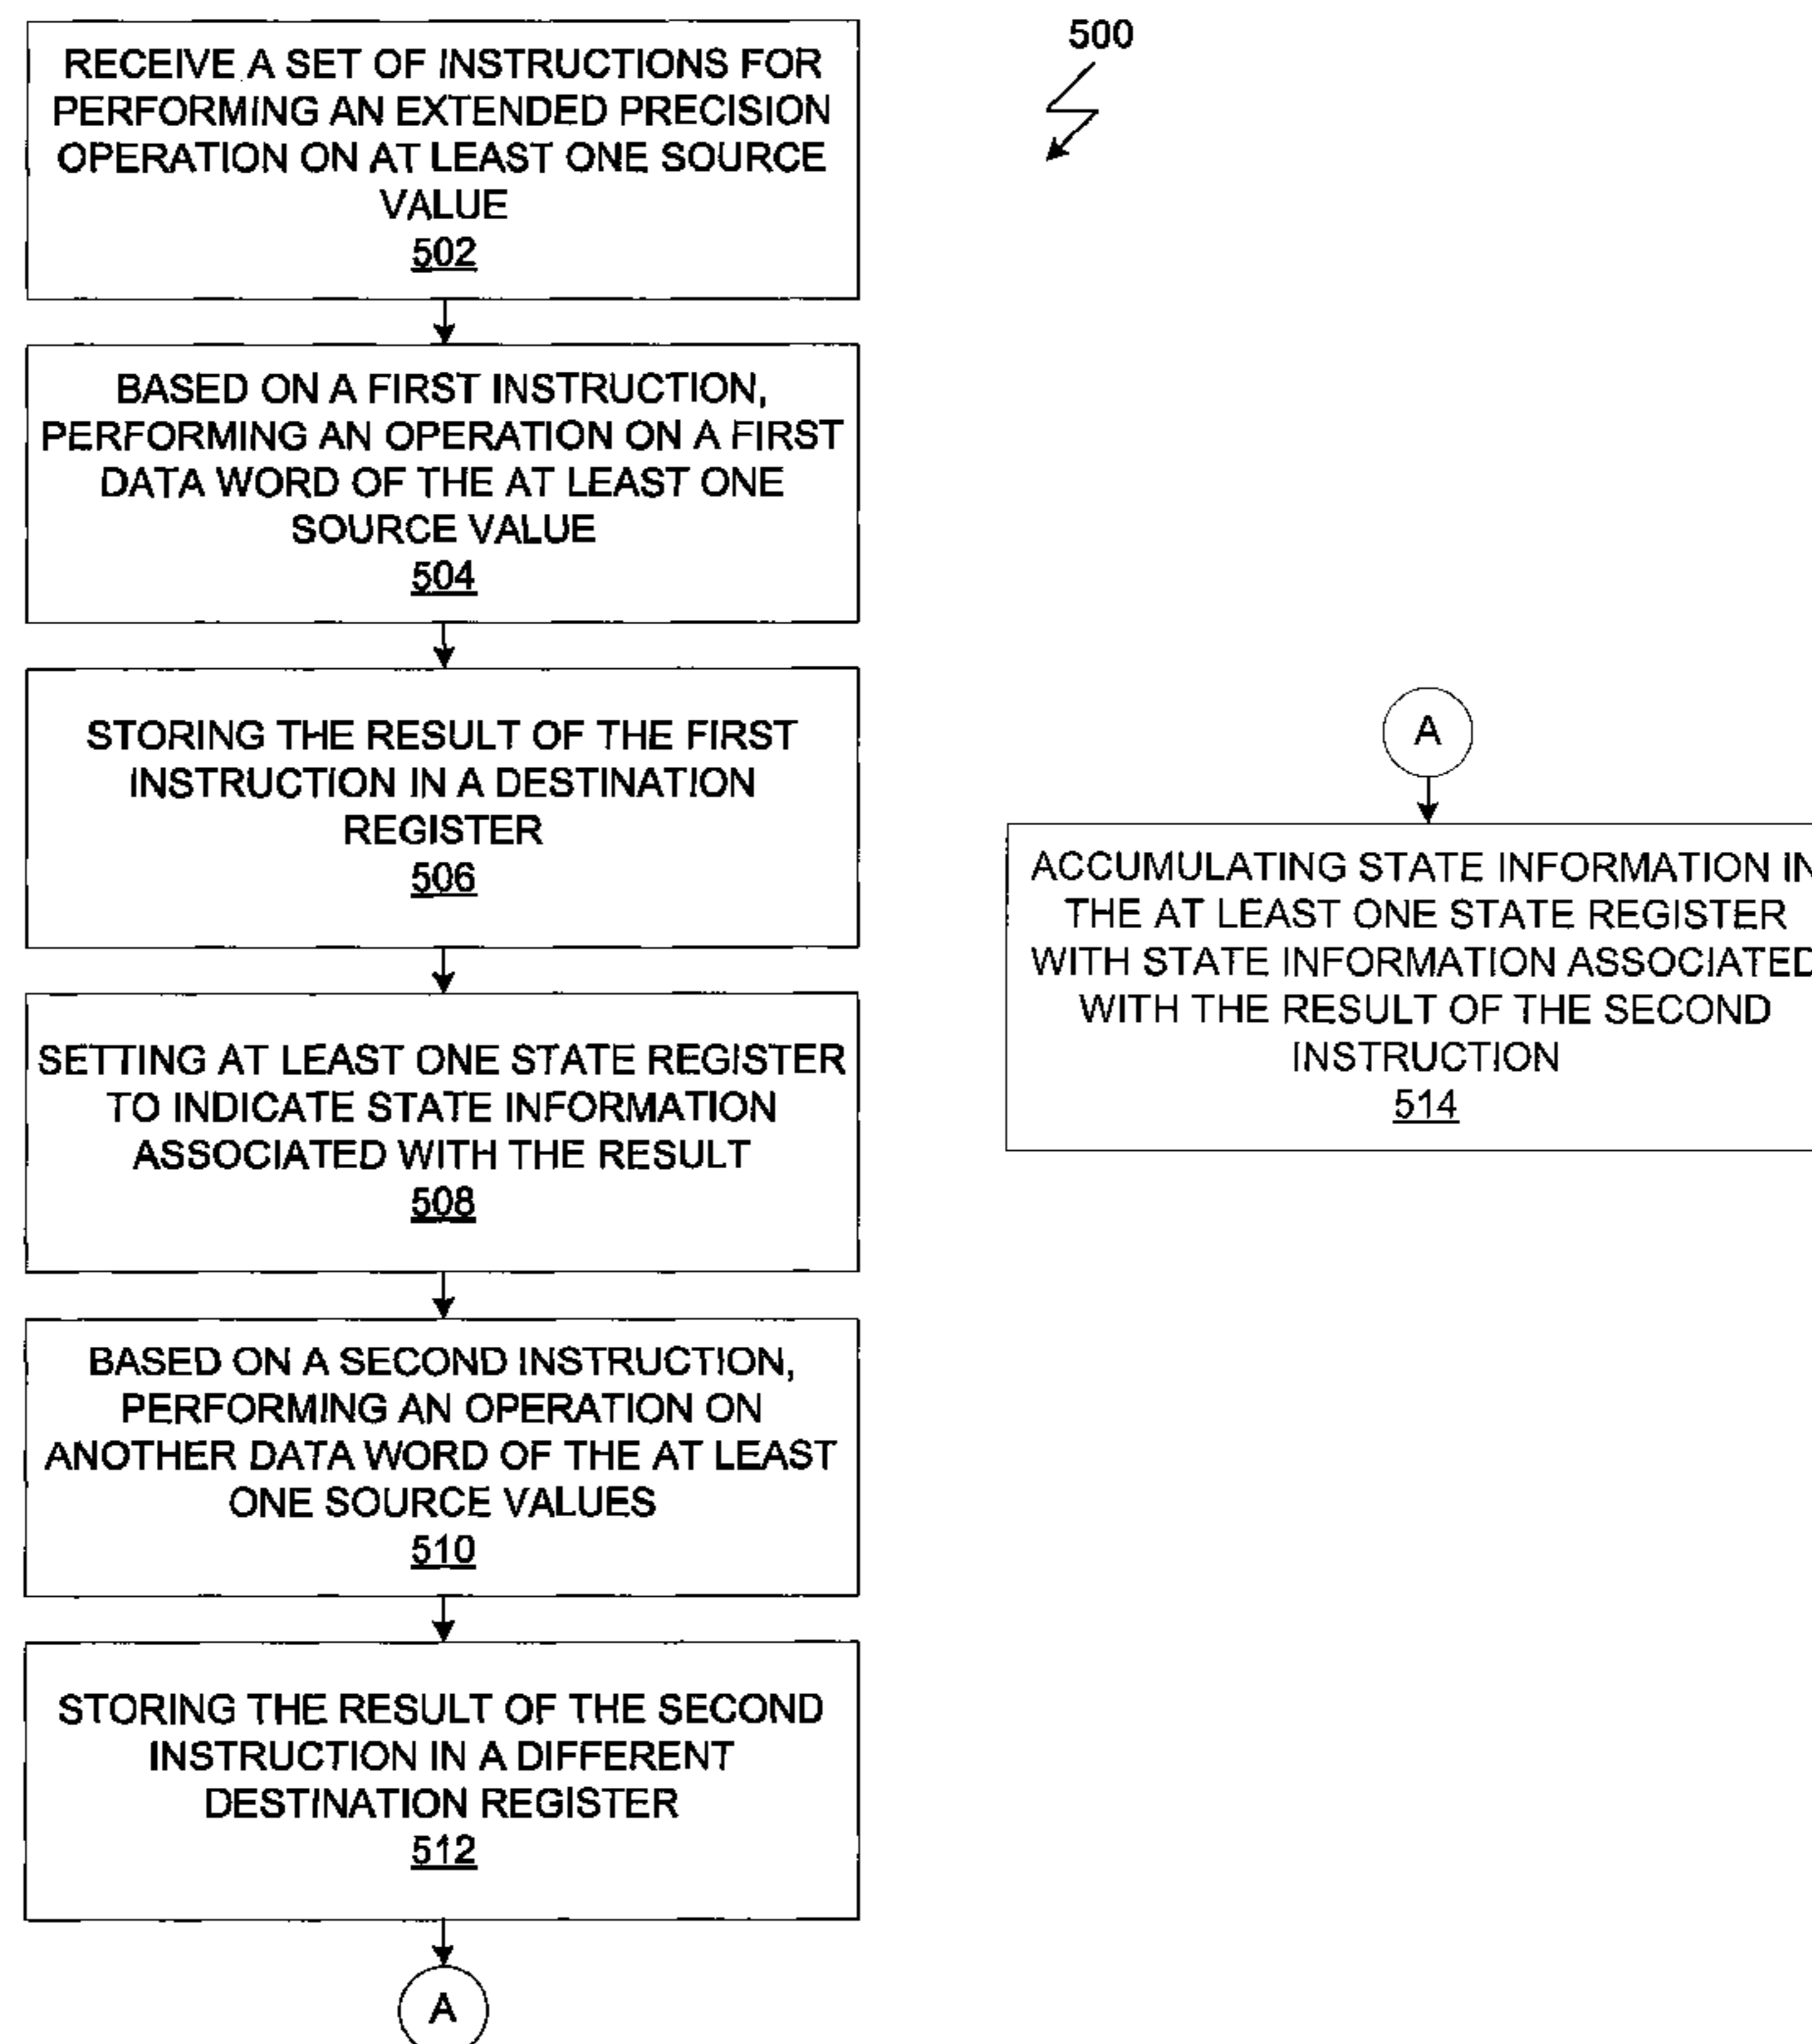 RECEIVE A SET OF INSTRUCTIONS FOR
PERFORMING AN EXTENDED PRECISION
OPERATION ON AT LEAST ONE SOURCE
VALUE
502
BASED ON A FIRST INSTRUCTION,
PERFORMING AN OPERATION ON A FIRST
DATA WORD OF THE AT LEAST ONE
SOURCE VALUE
504
STORING THE RESULT OF THE FIRST
INSTRUCTION IN A DESTINATION
REGISTER
506
SETTING AT LEAST ONE STATE REGISTER
TO INDICATE STATE INFORMATION
ASSOCIATED WITH THE RESULT
508
BASED ON A SECOND INSTRUCTION,
PERFORMING AN OPERATION ON
ANOTHER DATA WORD OF THE AT LEAST
ONE SOURCE VALUES
510
STORING THE RESULT OF THE SECOND
INSTRUCTION IN A DIFFERENT
DESTINATION REGISTER
512
A
500
A
ACCUMULATING STATE INFORMATION IN
THE AT LEAST ONE STATE REGISTER
WITH STATE INFORMATION ASSOCIATED
WITH THE RESULT OF THE SECOND
INSTRUCTION
514